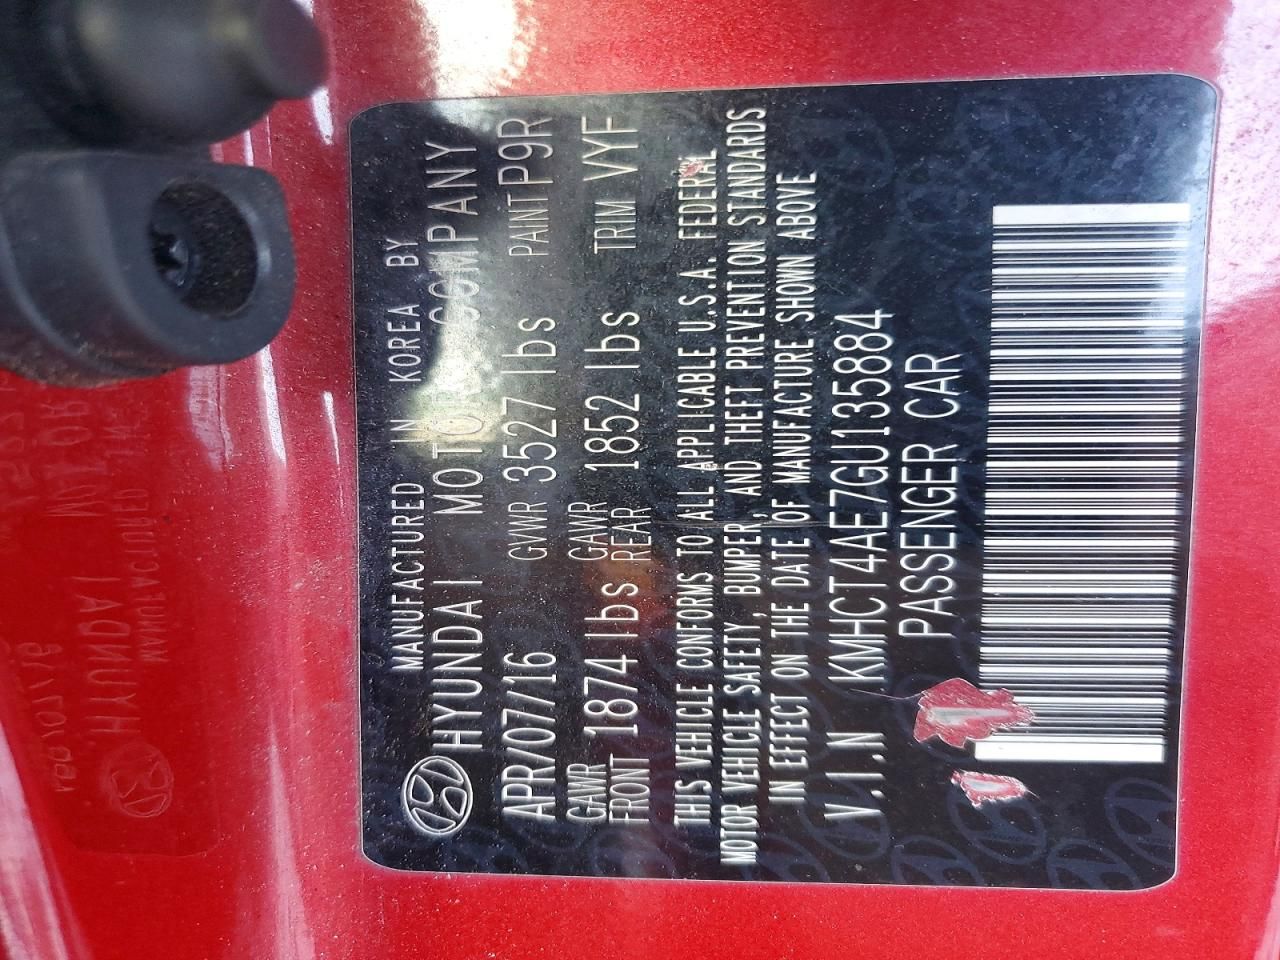 MANUFACTURED IN KOREA BY
HYUNDAI MOTOR COMPANY
APR/07/16 GVWR 3527 lbs PAINT P9R
GAWR FRONT 1874 lbs GAWR REAR 1852 lbs TRIM VYF
THIS VEHICLE CONFORMS TO ALL APPLICABLE U.S.A. FEDERAL
MOTOR VEHICLE SAFETY, BUMPER, AND THEFT PREVENTION STANDARDS
IN EFFECT ON THE DATE OF MANUFACTURE SHOWN ABOVE
V.I.N KMHCT4AE7GU135884
PASSENGER CAR